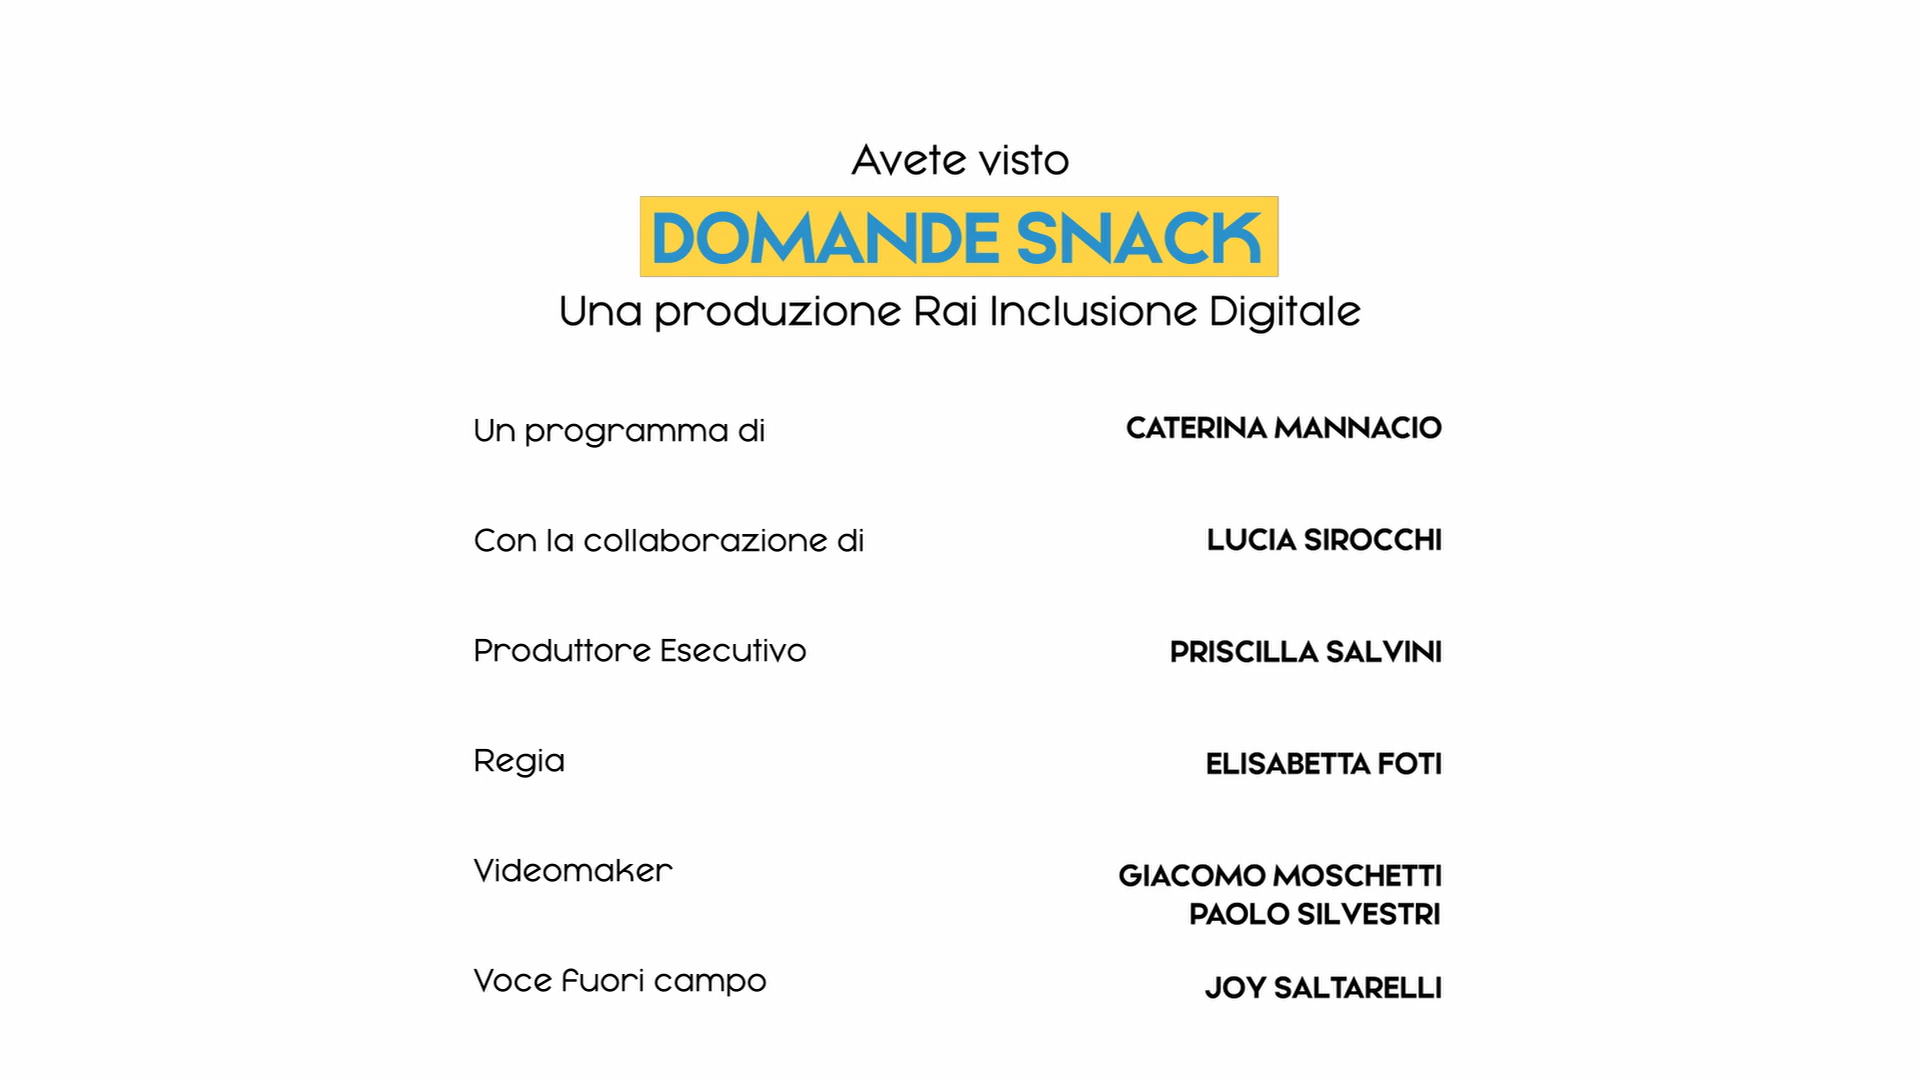 Avete visto
DOMANDE SNACK
Una produzione Rai Inclusione Digitale
Un programma di CATERINA MANNACIO
Con la collaborazione di LUCIA SIROCCHI
Produttore Esecutivo PRISCILLA SALVINI
Regia ELISABETTA FOTI
Videomaker GIACOMO MOSCHETTI
PAOLO SILVESTRI
Voce fuori campo JOY SALTARELLI